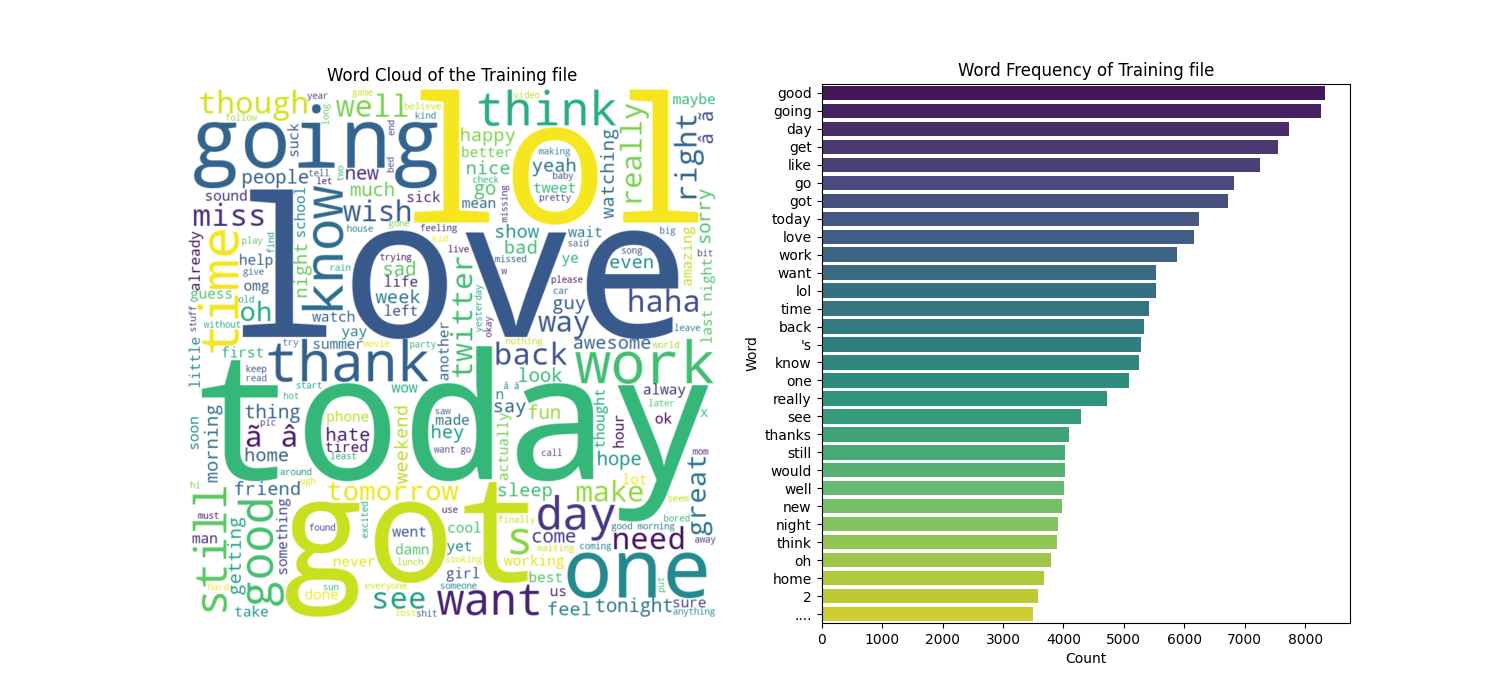 Word Cloud of the Training file
though
year
game
well
believe
lol
think
video
maybe
follow
long
kind
going
suck
end
happy
making
really
right
ã
â
better
yeah
people
tell
let
two
new
bed
nice
check
baby
watching
much
go
tweet
pretty
sound
sick
mean
missing
miss
school
know
wish
house
gone
feeling
kid
show
wait
big
sorry
love
trying
live
bad
said
song
amazing
bit
already
play
find
sad
missed
ye
even
time
help
night
rain
life
w
please
give
omg
week
twitter
car
guy
haha
last night
guess
old
oh
left
yesterday
okay
way
leave
stuff
without
watch
yay
little
try
summer
movie
party
another
nothing
awesome
world
first
thank
back
work
keep
read
look
start
wow
â â
alway
hot
n
today
later
thing
phone
weekend
saw
made
say
fun
thought
ok
x
soon
morning
pic
ã â
hate
hey
actually
hour
tired
want go
call
home
least
hope
mom
around
lot
great
hi
ugh
friend
tomorrow
sleep
make
seem
still
good
something
got
excited
use
finally
day
good morning
bored
must
found
went
cool
s
come
need
away
man
getting
damn
yet
waiting
coming
never
lunch
looking
working
one
hard
sun
everyone
girl
someone
best
put
done
us
take
see
lost
shit
want
feel
tonight
sure
anything
Word Frequency of Training file
good
going
day
get
like
go
got
today
love
work
want
lol
time
back
's
know
one
really
see
thanks
still
would
well
new
night
think
oh
home
2
....
Word
0 1000 2000 3000 4000 5000 6000 7000 8000
Count